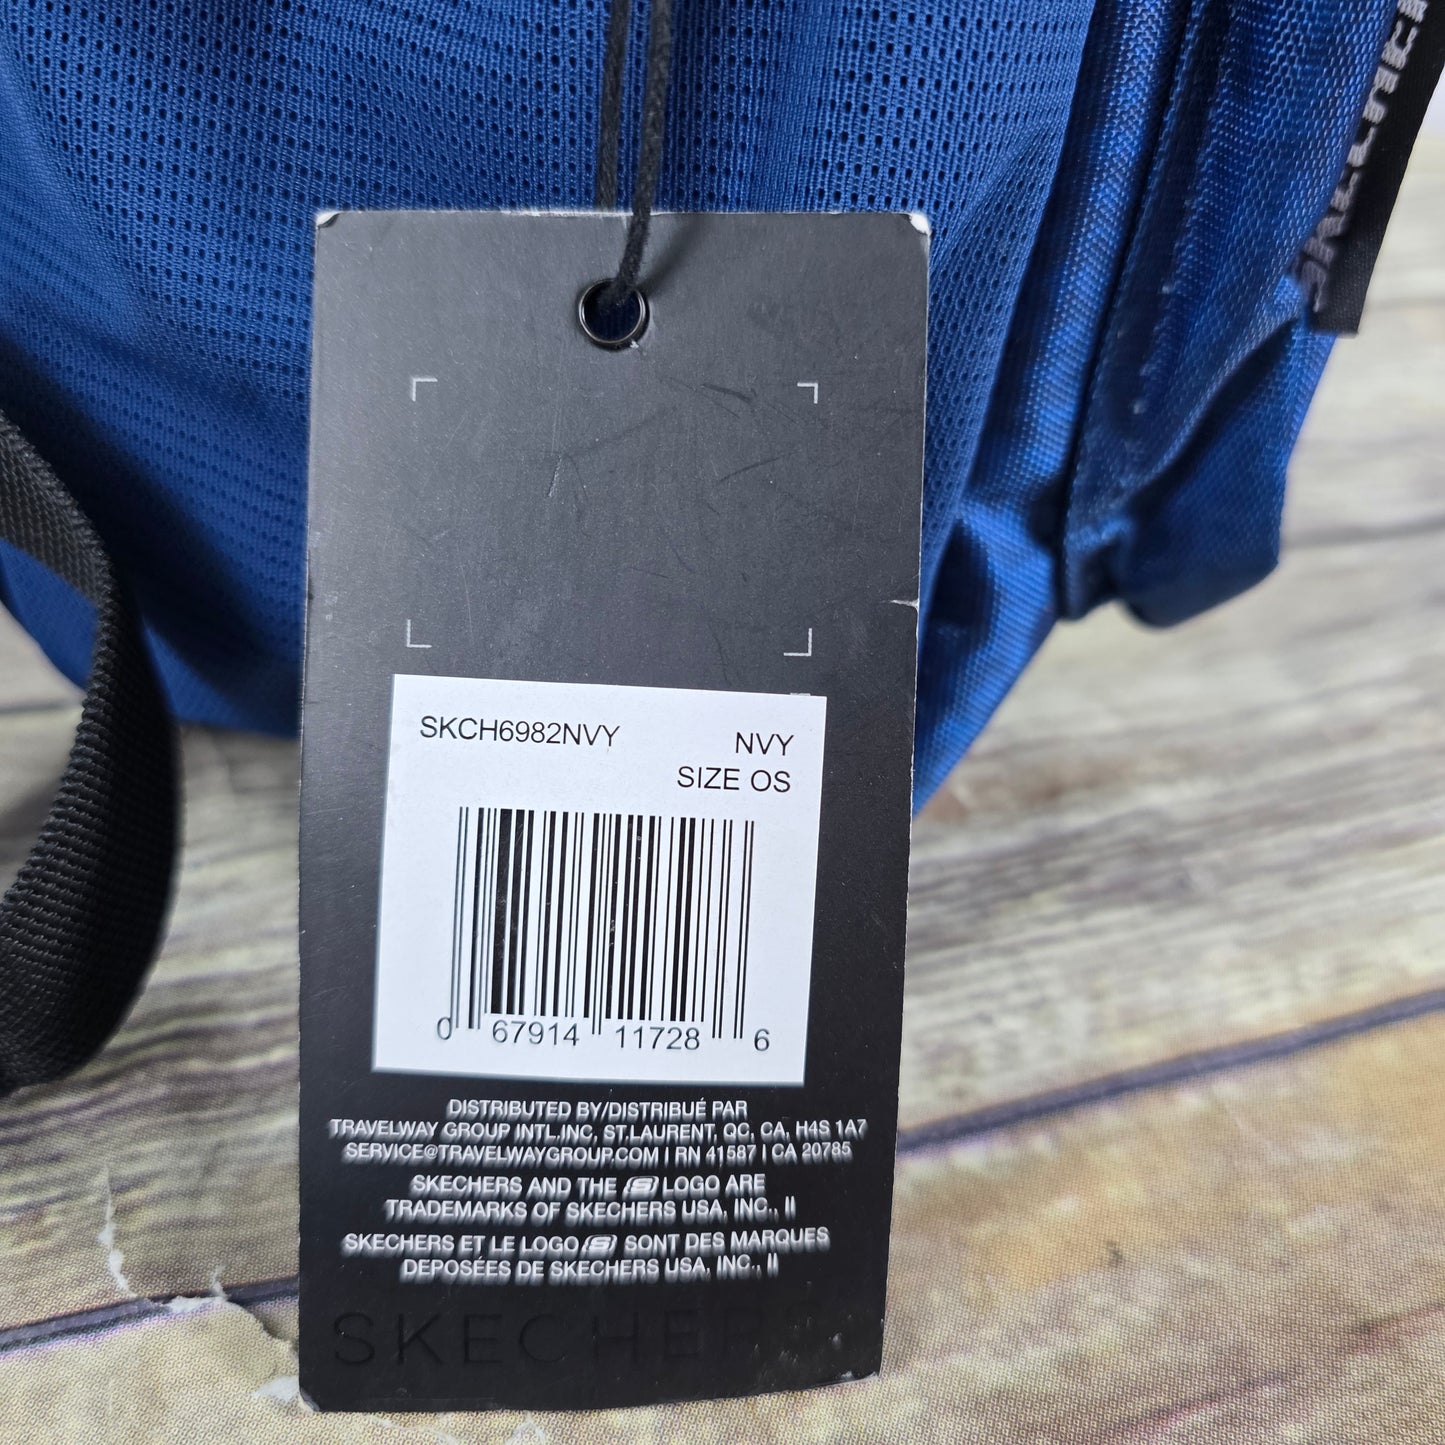 SKECHERS
SKCH6982NVY NVY
SIZE OS
0 67914 11728 6
DISTRIBUTED BY/DISTRIBUÉ PAR
TRAVELWAY GROUP INTL.INC, ST.LAURENT, QC, CA, H4S 1A7
SERVICE@TRAVELWAYGROUP.COM | RN 41587 | CA 20785
SKECHERS AND THE S LOGO ARE
TRADEMARKS OF SKECHERS USA, INC., II
SKECHERS ET LE LOGO S SONT DES MARQUES
DEPOSÉES DE SKECHERS USA, INC., II
SKECHERS